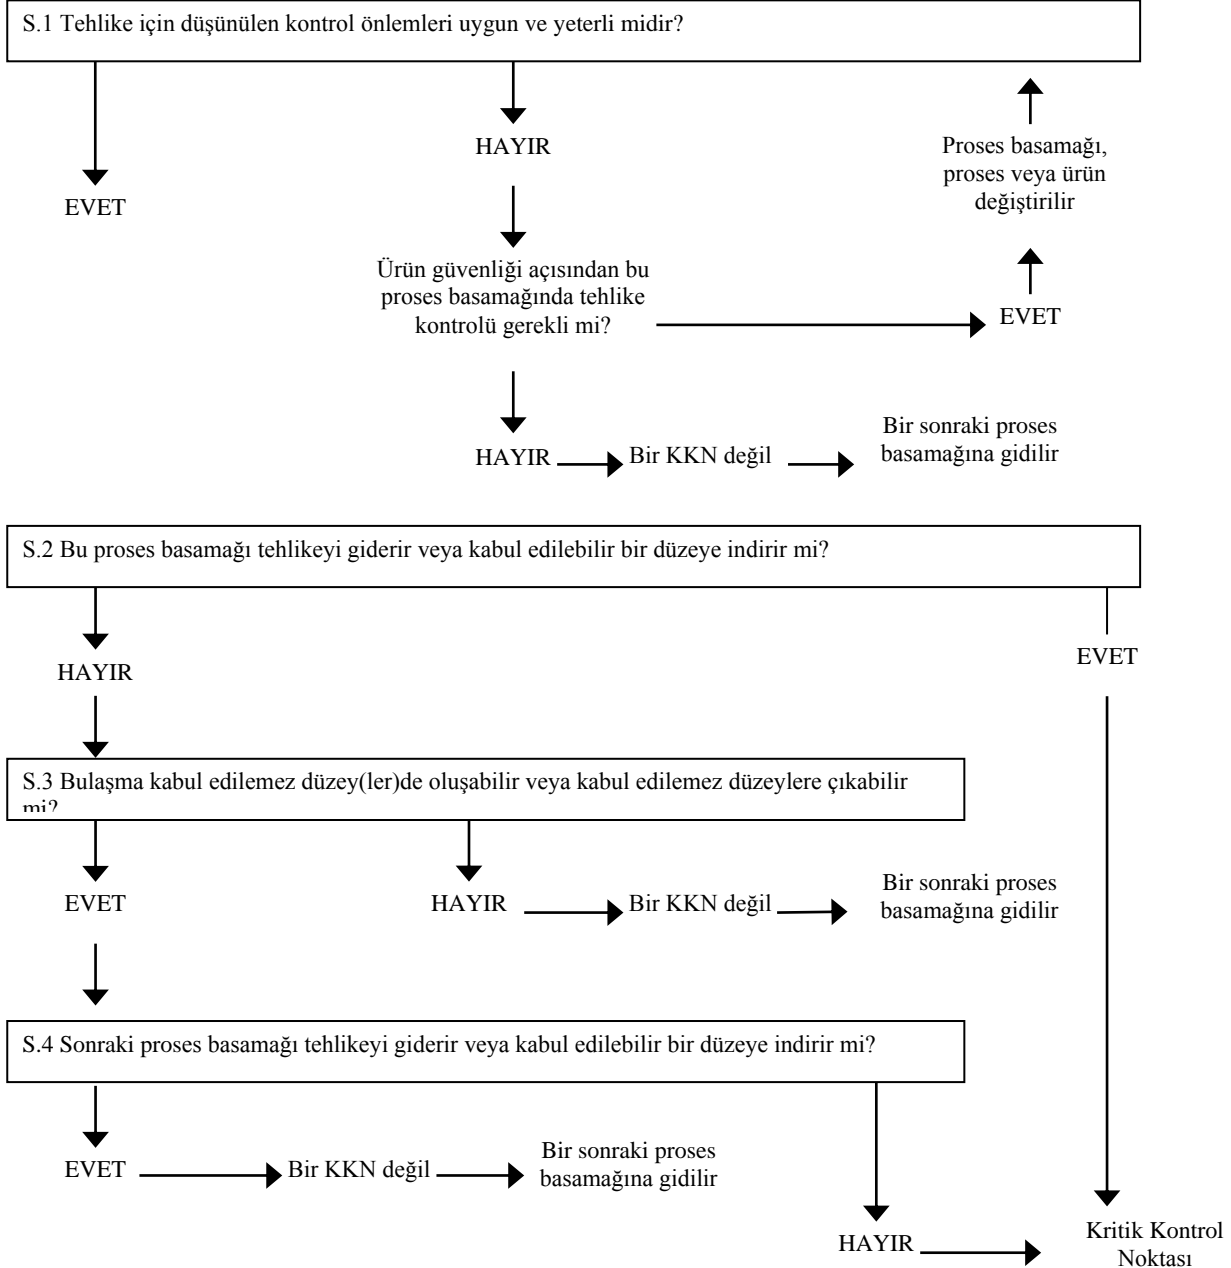 S.1 Tehlike için düşünülen kontrol önlemleri uygun ve yeterli midir?
HAYIR
EVET
Proses basamağı,
proses veya ürün
değiştirilir
Ürün güvenliği açısından bu
proses basamağında tehlike
kontrolü gerekli mi?
EVET
HAYIR
Bir KKN değil
Bir sonraki proses
basamağına gidilir
S.2 Bu proses basamağı tehlikeyi giderir veya kabul edilebilir bir düzeye indirir mi?
HAYIR
EVET
S.3 Bulaşma kabul edilemez düzey(ler)de oluşabilir veya kabul edilemez düzeylere çıkabilir
mi?
EVET
HAYIR
Bir KKN değil
Bir sonraki proses
basamağına gidilir
S.4 Sonraki proses basamağı tehlikeyi giderir veya kabul edilebilir bir düzeye indirir mi?
EVET
Bir KKN değil
Bir sonraki proses
basamağına gidilir
HAYIR
Kritik Kontrol
Noktası